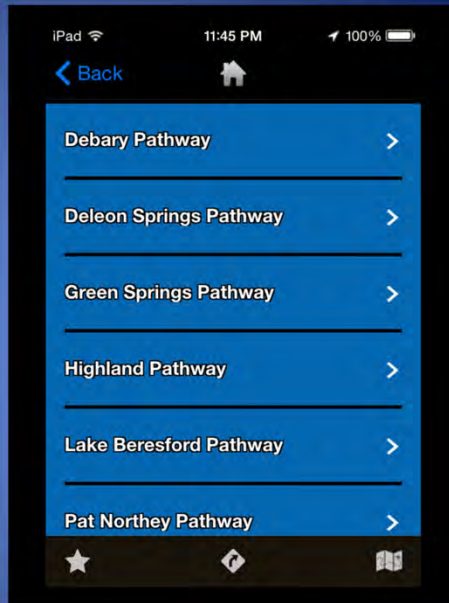 iPad 11:45 PM 100%
Back
Debary Pathway
Deleon Springs Pathway
Green Springs Pathway
Highland Pathway
Lake Beresford Pathway
Pat Northey Pathway